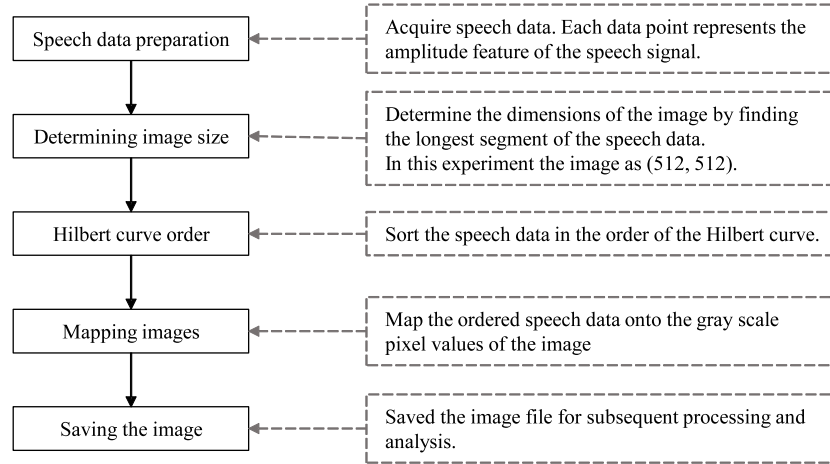 Speech data preparation
Acquire speech data. Each data point represents the
amplitude feature of the speech signal.
Determining image size
Determine the dimensions of the image by finding
the longest segment of the speech data.
In this experiment the image as (512, 512).
Hilbert curve order
Sort the speech data in the order of the Hilbert curve.
Mapping images
Map the ordered speech data onto the gray scale
pixel values of the image
Saving the image
Saved the image file for subsequent processing and
analysis.